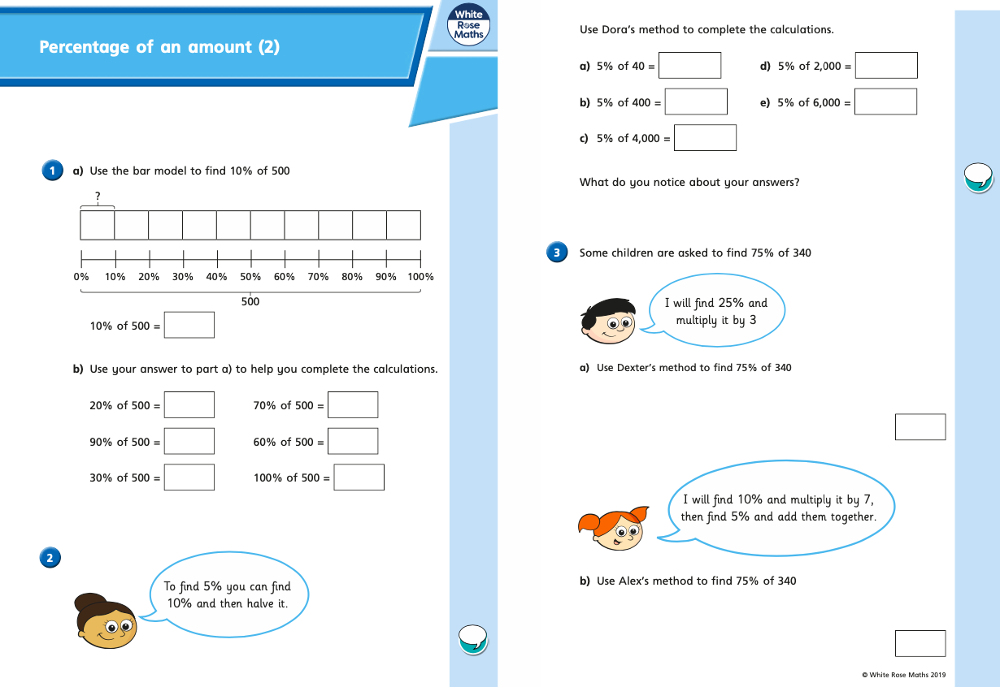 White
Rose
Maths
Percentage of an amount (2)
1
a) Use the bar model to find 10% of 500
?
0% 10% 20% 30% 40% 50% 60% 70% 80% 90% 100%
500
10% of 500 =
b) Use your answer to part a) to help you complete the calculations.
20% of 500 =
70% of 500 =
90% of 500 =
60% of 500 =
30% of 500 =
100% of 500 =
2
To find 5% you can find
10% and then halve it.
Use Dora's method to complete the calculations.
a) 5% of 40 =
d) 5% of 2,000 =
b) 5% of 400 =
e) 5% of 6,000 =
c) 5% of 4,000 =
What do you notice about your answers?
3
Some children are asked to find 75% of 340
I will find 25% and
multiply it by 3
a) Use Dexter's method to find 75% of 340
I will find 10% and multiply it by 7,
then find 5% and add them together.
b) Use Alex's method to find 75% of 340
© White Rose Maths 2019